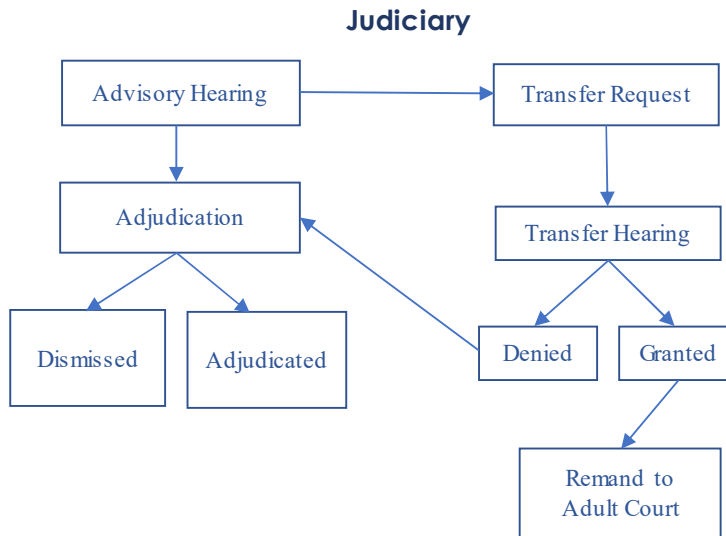 Judiciary
Advisory Hearing
Transfer Request
Adjudication
Transfer Hearing
Dismissed
Adjudicated
Denied
Granted
Remand to
Adult Court